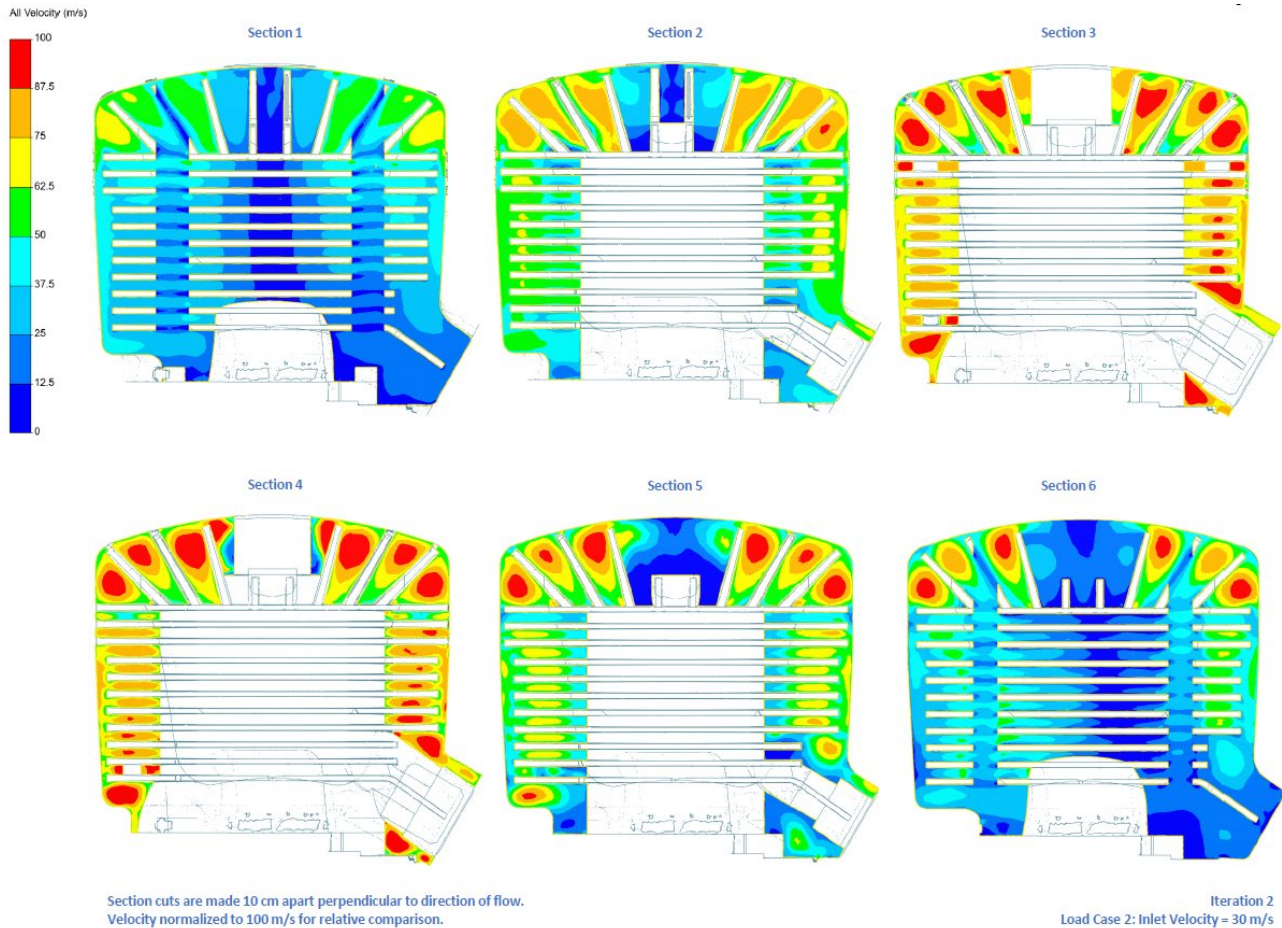 All Velocity (m/s)
100
87.5
75
62.5
50
37.5
25
12.5
0
Section 1
Section 2
Section 3
Section 4
Section 5
Section 6
Section cuts are made 10 cm apart perpendicular to direction of flow.
Velocity normalized to 100 m/s for relative comparison.
Iteration 2
Load Case 2: Inlet Velocity = 30 m/s